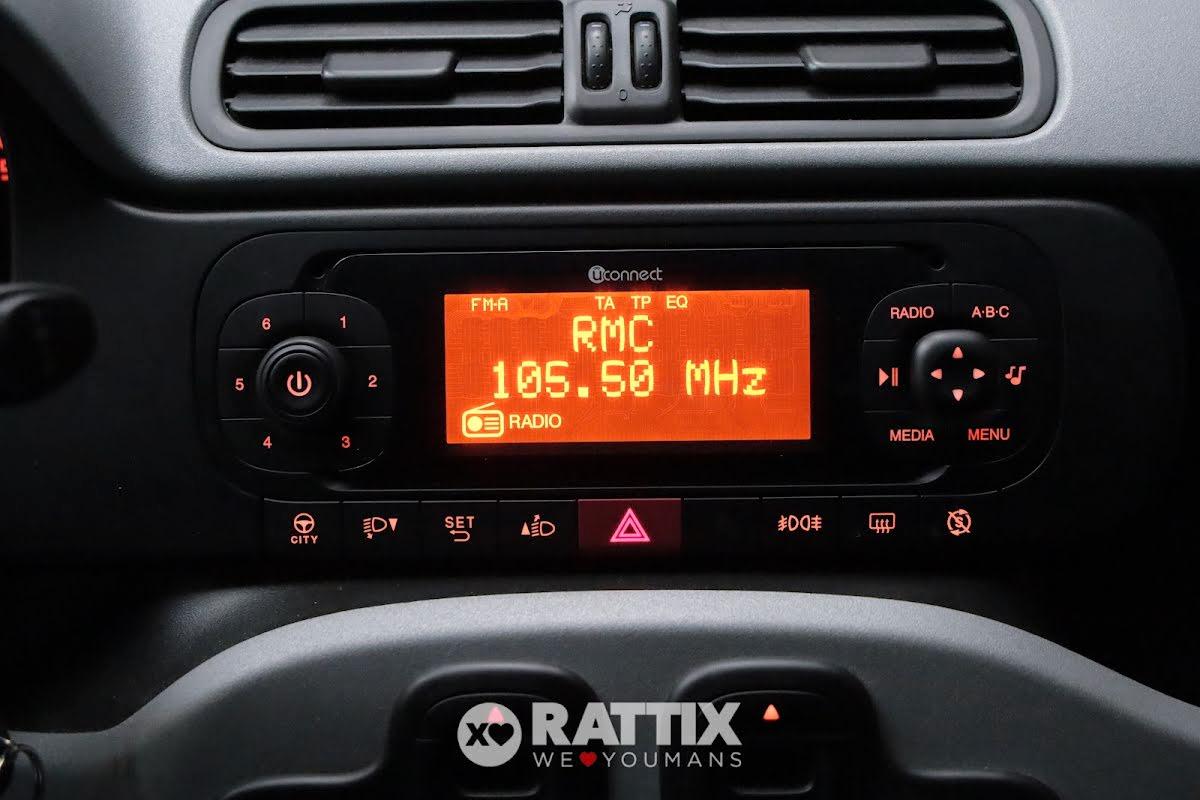 0
uconnect
FM-A TA TP EQ
RMC
105.50 MHz
RADIO
6 1
5 2
4 3
RADIO A·B·C
MEDIA MENU
CITY
SET
RATTIX
WE YOUMANS